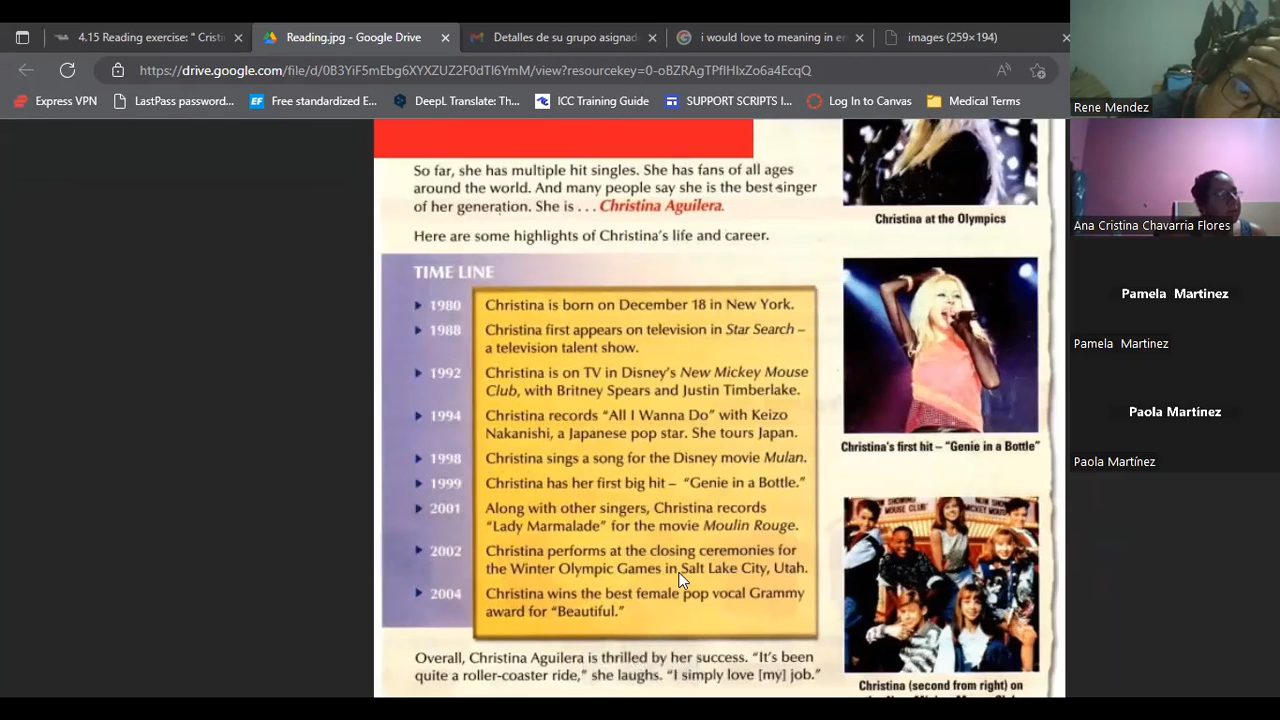 4.15 Reading exercise: " Cristi
Reading.jpg - Google Drive
Detalles de su grupo asignad
i would love to meaning in e
images (259×194)
https://drive.google.com/file/d/0B3YiF5mEbg6XYXZUZ2F0dTl6YmM/view?resourcekey=0-oBZRAgTPflHIxZo6a4EcqQ
Express VPN
LastPass password...
Free standardized E...
DeepL Translate: Th...
ICC Training Guide
SUPPORT SCRIPTS I...
Log In to Canvas
Medical Terms
So far, she has multiple hit singles. She has fans of all ages
around the world. And many people say she is the best singer
of her generation. She is . . . Christina Aguilera.
Here are some highlights of Christina's life and career.
TIME LINE
1980 Christina is born on December 18 in New York.
1988 Christina first appears on television in Star Search –
a television talent show.
1992 Christina is on TV in Disney's New Mickey Mouse
Club, with Britney Spears and Justin Timberlake.
1994 Christina records "All I Wanna Do" with Keizo
Nakanishi, a Japanese pop star. She tours Japan.
1998 Christina sings a song for the Disney movie Mulan.
1999 Christina has her first big hit – "Genie in a Bottle."
2001 Along with other singers, Christina records
"Lady Marmalade" for the movie Moulin Rouge.
2002 Christina performs at the closing ceremonies for
the Winter Olympic Games in Salt Lake City, Utah.
2004 Christina wins the best female pop vocal Grammy
award for "Beautiful."
Overall, Christina Aguilera is thrilled by her success. "It's been
quite a roller-coaster ride," she laughs. "I simply love [my] job."
Christina at the Olympics
Christina's first hit – "Genie in a Bottle"
Christina (second from right) on
Rene Mendez
Ana Cristina Chavarria Flores
Pamela Martinez
Pamela Martinez
Paola Martínez
Paola Martínez